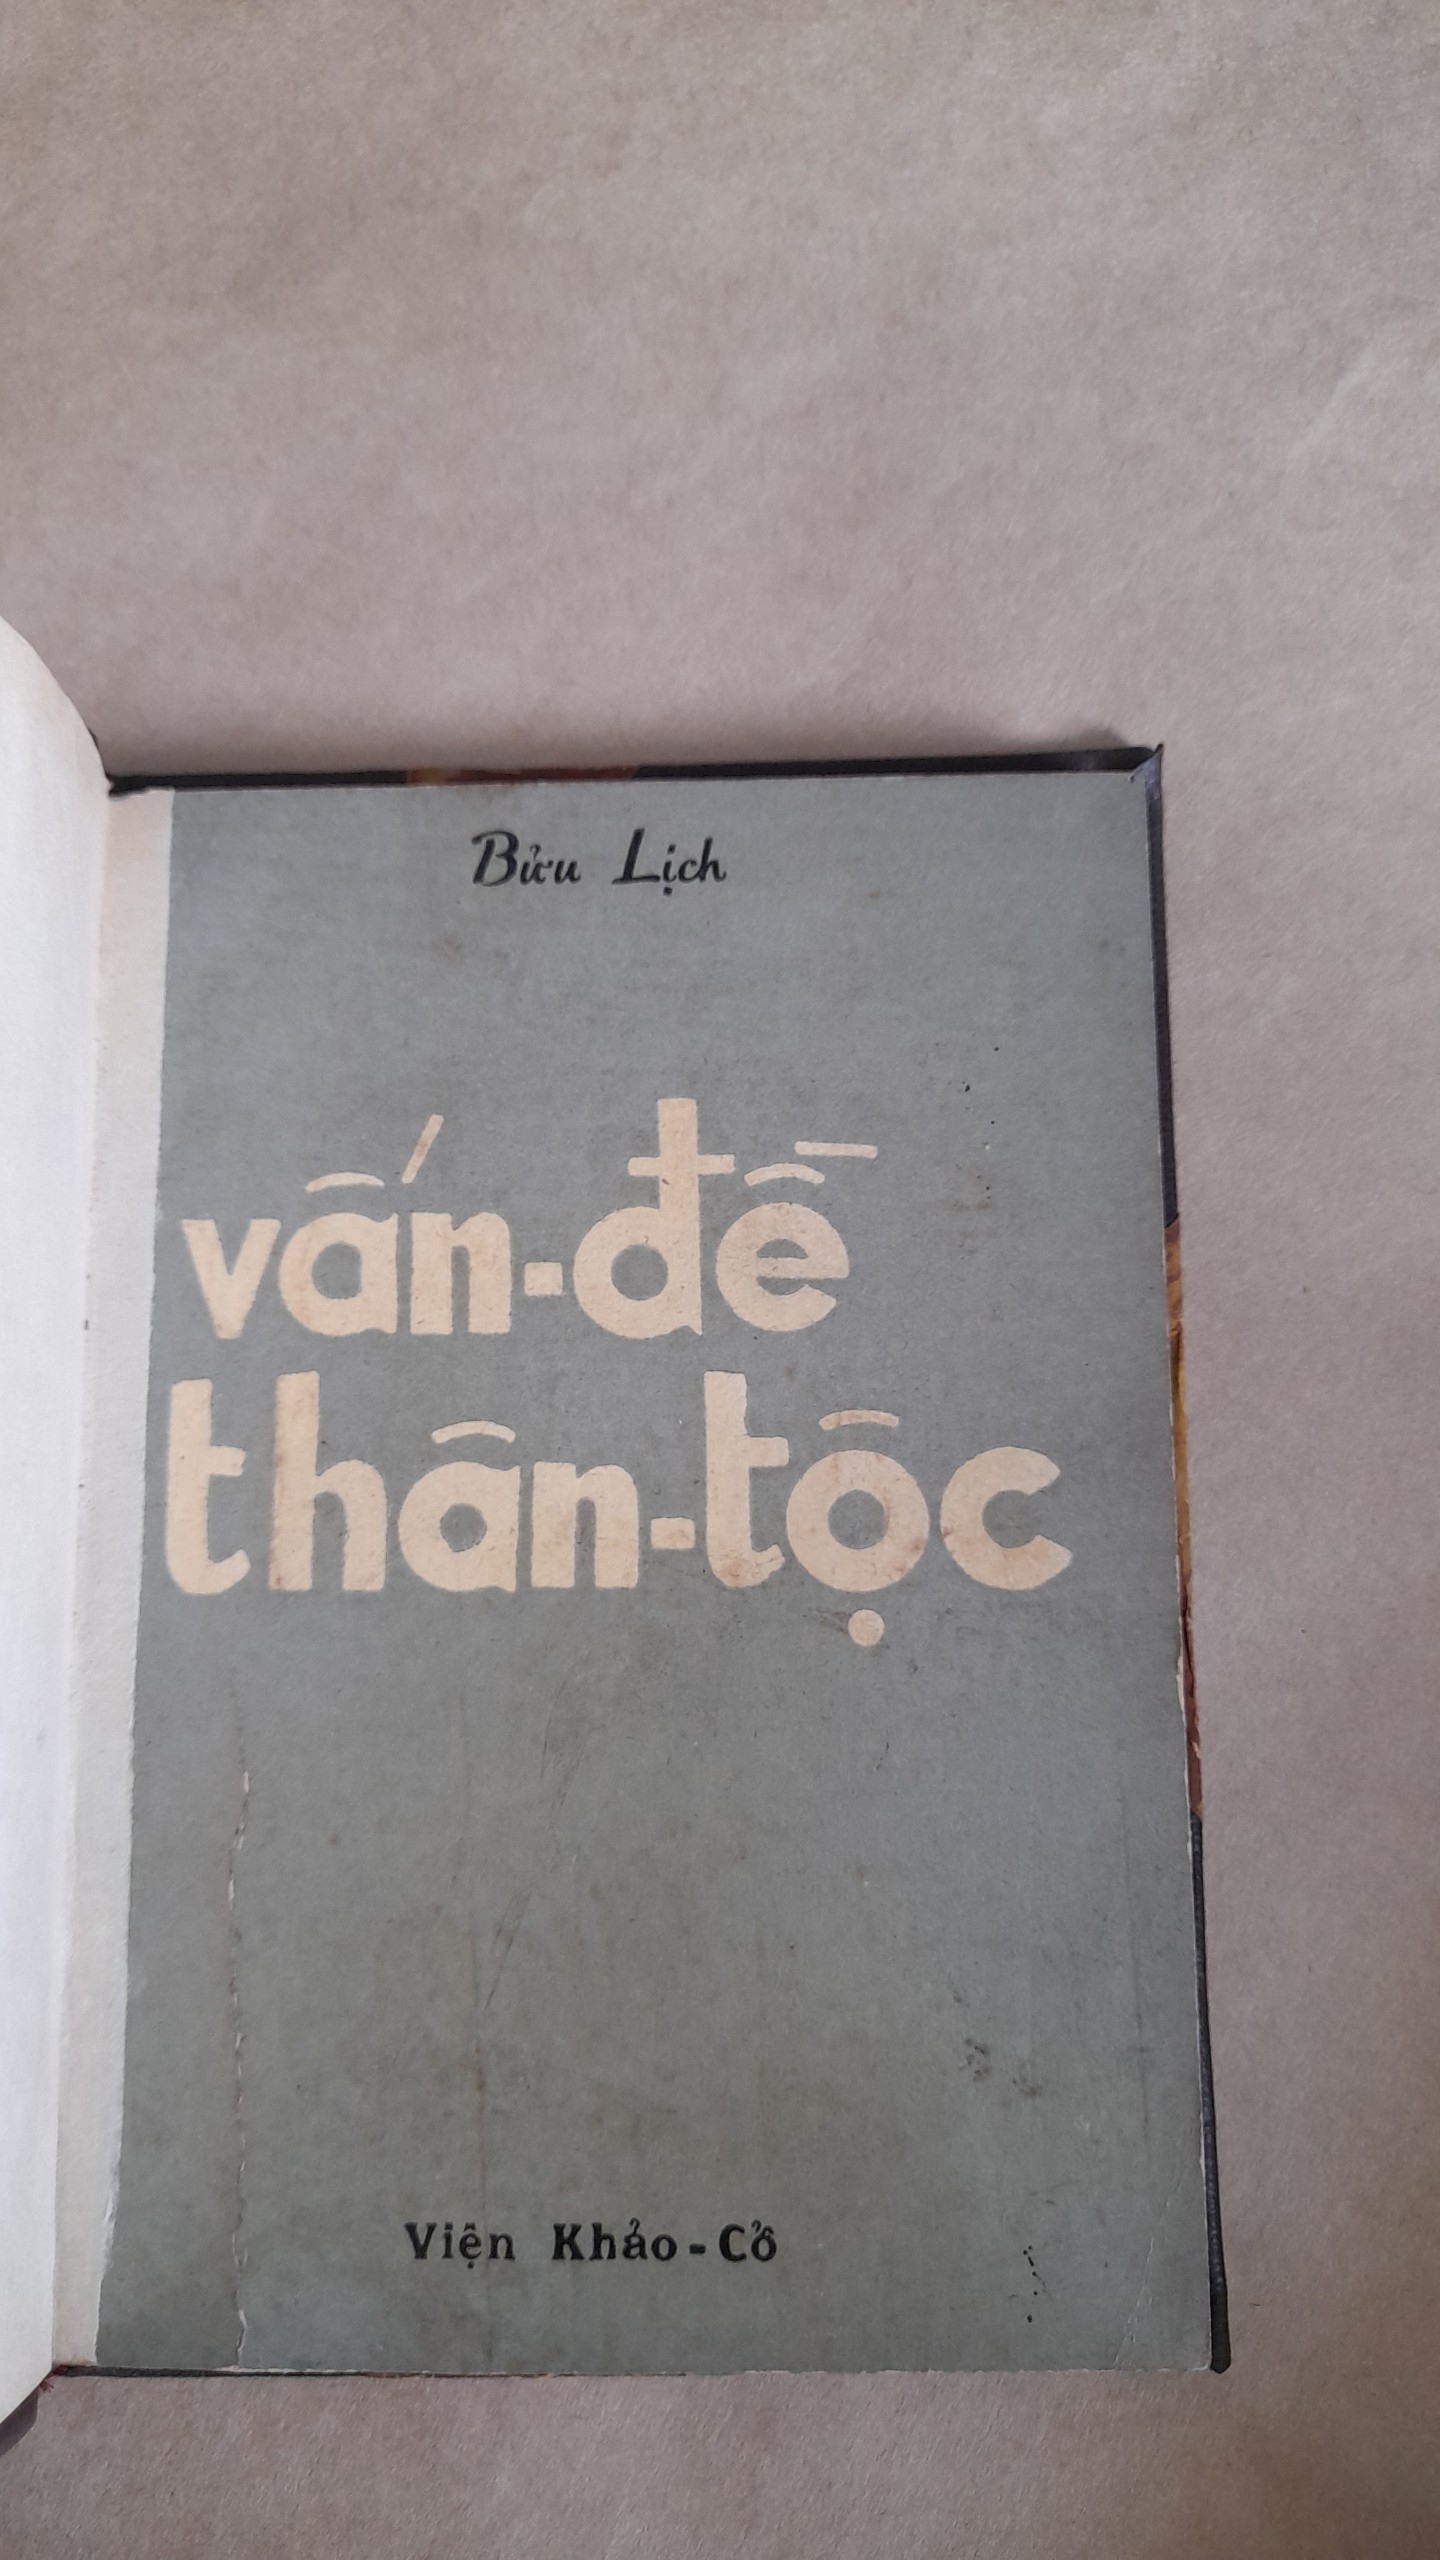 Bửu Lịch
vấn-đề
thân-tộc
Viện Khảo-Cổ